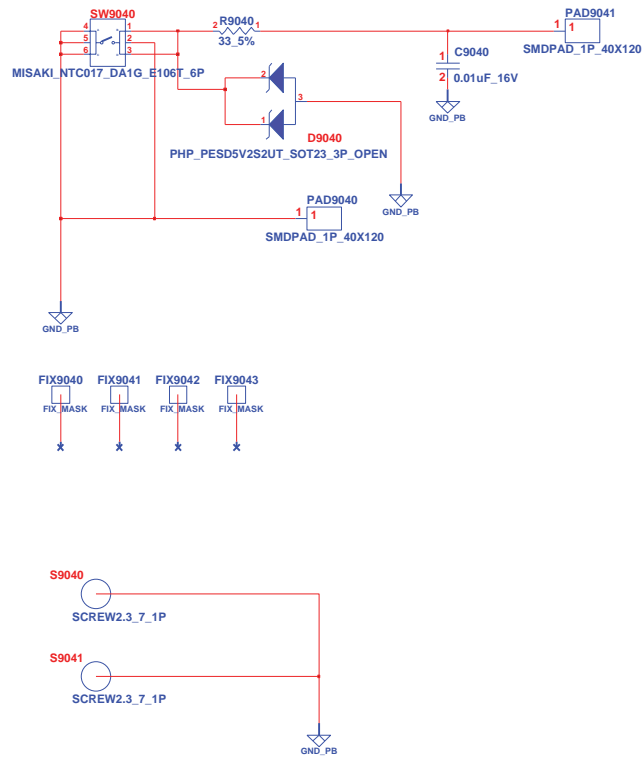 SW9040
4
5
6
1
2
3
MISAKI_NTC017_DA1G_E106T_6P
R9040
2
1
33_5%
PAD9041
1
1
SMDPAD_1P_40X120
C9040
1
2
0.01uF_16V
GND_PB
2
1
3
D9040
PHP_PESD5V2S2UT_SOT23_3P_OPEN
GND_PB
PAD9040
1
1
SMDPAD_1P_40X120
GND_PB
FIX9040 FIX9041 FIX9042 FIX9043
FIX_MASK FIX_MASK FIX_MASK FIX_MASK
S9040
SCREW2.3_7_1P
S9041
SCREW2.3_7_1P
GND_PB